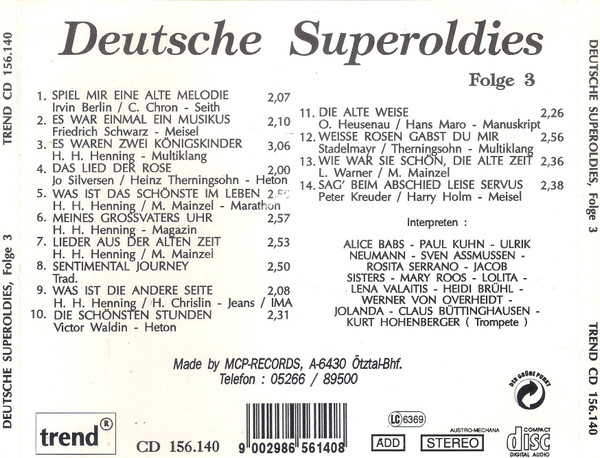 Deutsche Superoldies
Folge 3
1. SPIEL MIR EINE ALTE MELODIE 2,07
Irvin Berlin / C. Chron - Seith
2. ES WAR EINMAL EIN MUSIKUS 2,10
Friedrich Schwarz - Meisel
3. ES WAREN ZWEI KÖNIGSKINDER 3,06
H. H. Henning - Multiklang
4. DAS LIED DER ROSE 2,00
Jo Silversen / Heinz Therningsohn - Heton
5. WAS IST DAS SCHÖNSTE IM LEBEN
H. H. Henning / M. Mainzel - Marathon
6. MEINES GROSSVATERS UHR 2,57
H. H. Henning - Magazin
7. LIEDER AUS DER ALTEN ZEIT 2,53
H. H. Henning / M. Mainzel
8. SENTIMENTAL JOURNEY 2,50
Trad.
9. WAS IST DIE ANDERE SEITE 2,08
H. H. Henning / H. Chrislin - Jeans / IMA
10. DIE SCHÖNSTEN STUNDEN 2,31
Victor Waldin - Heton
11. DIE ALTE WEISE 2,26
O. Heusenau / Hans Maro - Manuskript
12. WEISSE ROSEN GABST DU MIR 2,56
Stadelmayr / Therningsohn - Multiklang
13. WIE WAR SIE SCHÖN, DIE ALTE ZEIT 2,36
L. Warner / M. Mainzel
14. SAG' BEIM ABSCHIED LEISE SERVUS 2,38
Peter Kreuder / Harry Holm - Meisel
Interpreten :
ALICE BABS - PAUL KUHN - ULRIK
NEUMANN - SVEN ASSMUSSEN -
ROSITA SERRANO - JACOB
SISTERS - MARY ROOS - LOLITA -
LENA VALAITIS - HEIDI BRÜHL -
WERNER VON OVERHEIDT -
JOLANDA - CLAUS BÜTTINGHAUSEN -
KURT HOHENBERGER ( Trompete )
Made by MCP-RECORDS, A-6430 Ötztal-Bhf.
Telefon : 05266 / 89500
DER GRÜNE PUNKT
trend®
CD 156.140
9 002986 561408
LC 6369
ADD
STEREO
AUSTRO-MECHANA
COMPACT
disc
DIGITAL AUDIO
DEUTSCHE SUPEROLDIES, Folge 3 TREND CD 156.140
DEUTSCHE SUPEROLDIES, Folge 3 TREND CD 156.140